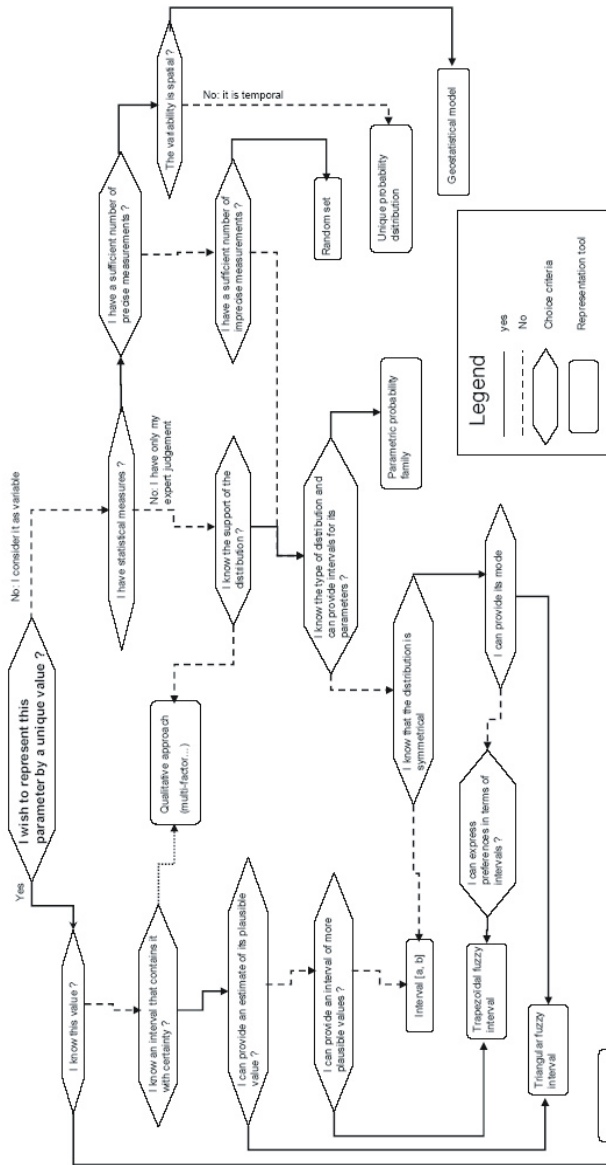 I wish to represent this
parameter by a unique value ?
Yes
No: I consider it as variable
I know this value ?
I have statistical measures ?
I know an interval that contains it
with certainty ?
Qualitative approach
(multi-factor...)
No: I have only my
expert judgement
I have a sufficient number of
precise measurements ?
The variability is spatial ?
No: it is temporal
I can provide an estimate of its plausible
value ?
I know the support of the
distribution ?
I have a sufficient number of
imprecise measurements ?
I can provide an interval of more
plausible values ?
I know the type of distribution and
can provide intervals for its
parameters ?
Random set
Unique probability
dsitribution
Interval [a, b]
I know that the distribution is
symmetrical
Parametric probability
family
Geostatistical model
Trapezoïdal fuzzy
interval
I can express
preferences in terms of
intervals ?
I can provide its mode
Triangular fuzzy
interval
Legend
yes
No
Choice criteria
Representation tool